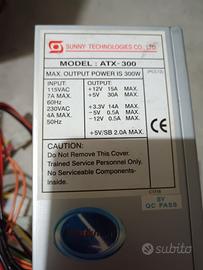 SUNNY TECHNOLOGIES CO., LTD
MODEL : ATX- 300
MAX. OUTPUT POWER IS 300W
INPUT OUTPUT
115VAC +12V 15A MAX.
7A MAX. +5V 30A MAX.
60Hz
230VAC +3.3V 14A MAX.
4A MAX. -5V 0.5A MAX.
50Hz -12V 0.5A MAX.
+5V/SB 2.0A MAX.
CAUTION:
Do Not Remove This Cover.
Trained Service Personnel Only.
No Serviceable Components-
Inside.
BY
QC PASS
subito